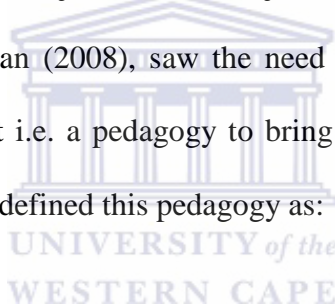 an (2008), saw the need
i.e. a pedagogy to bring
defined this pedagogy as:
UNIVERSITY of the
WESTERN CAPE